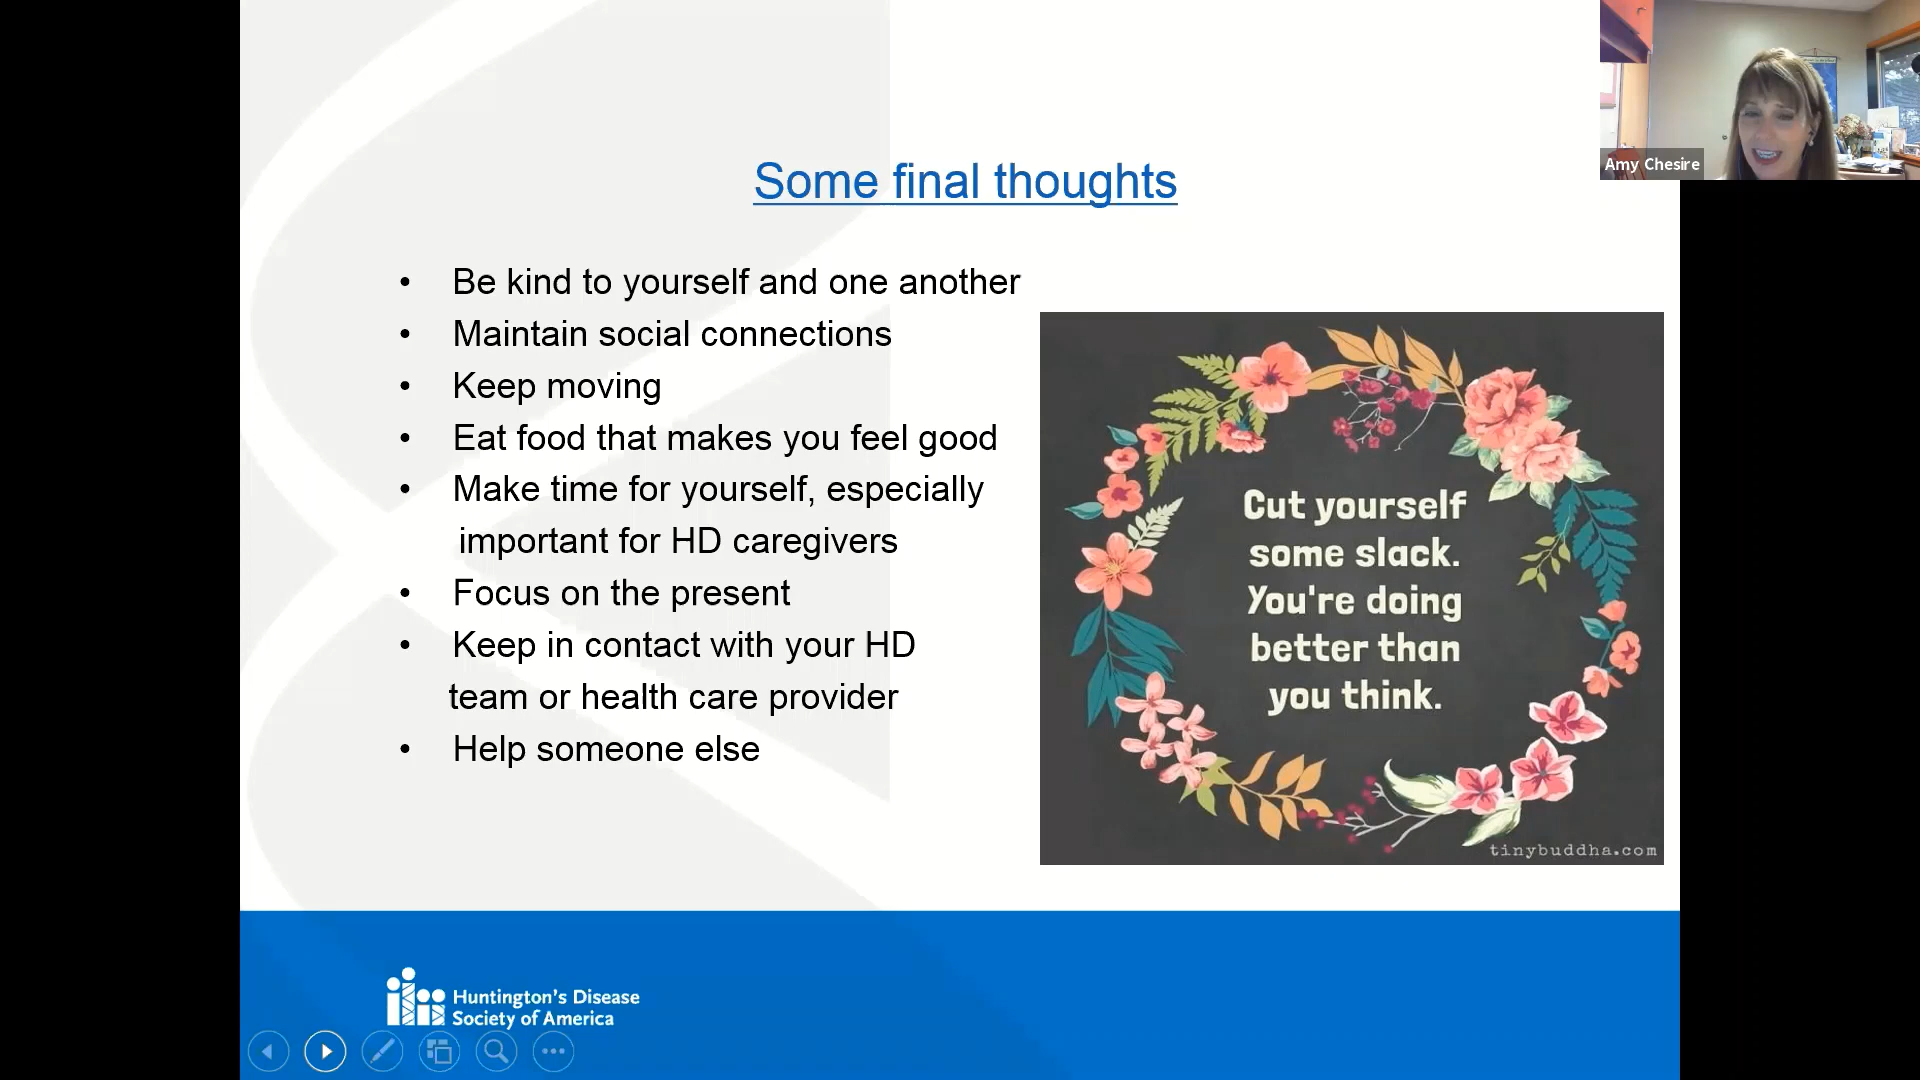 Amy Chesire
Some final thoughts
• Be kind to yourself and one another
• Maintain social connections
• Keep moving
• Eat food that makes you feel good
• Make time for yourself, especially
important for HD caregivers
• Focus on the present
• Keep in contact with your HD
team or health care provider
• Help someone else
Cut yourself
some slack.
You're doing
better than
you think.
tinybuddha.com
Huntington's Disease
Society of America